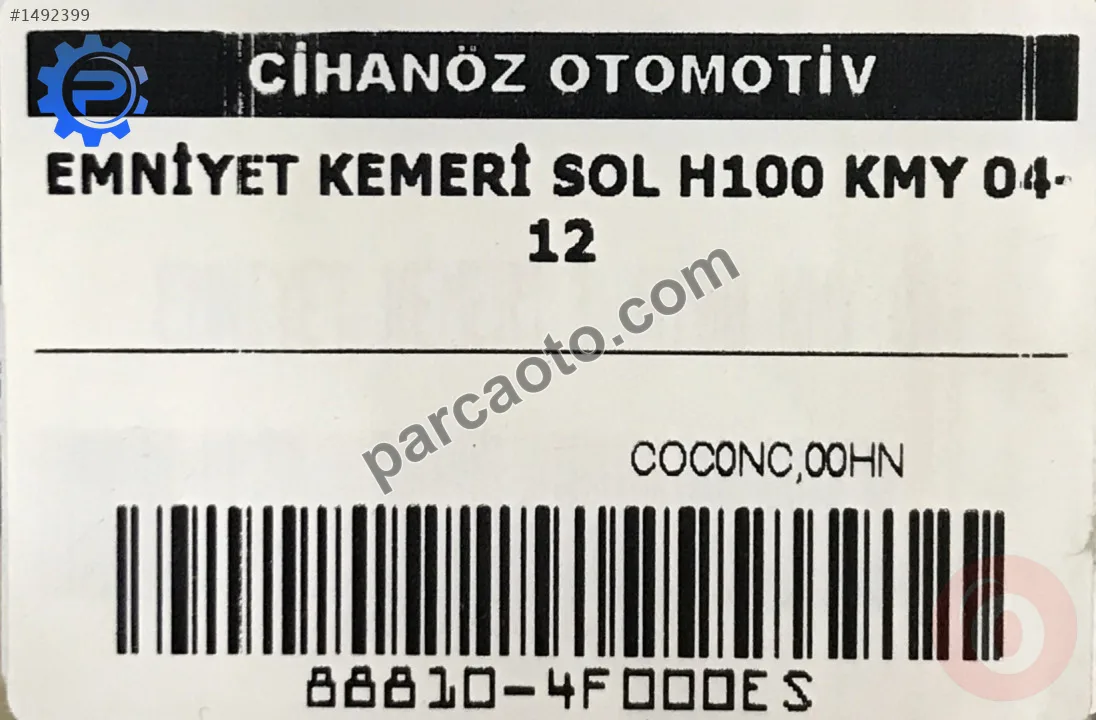 #1492399
CİHANÖZ OTOMOTİV
EMNİYET KEMERİ SOL H100 KMY 04-
12
parcaoto.com
COC0NC,00HN
88810-4F000ES